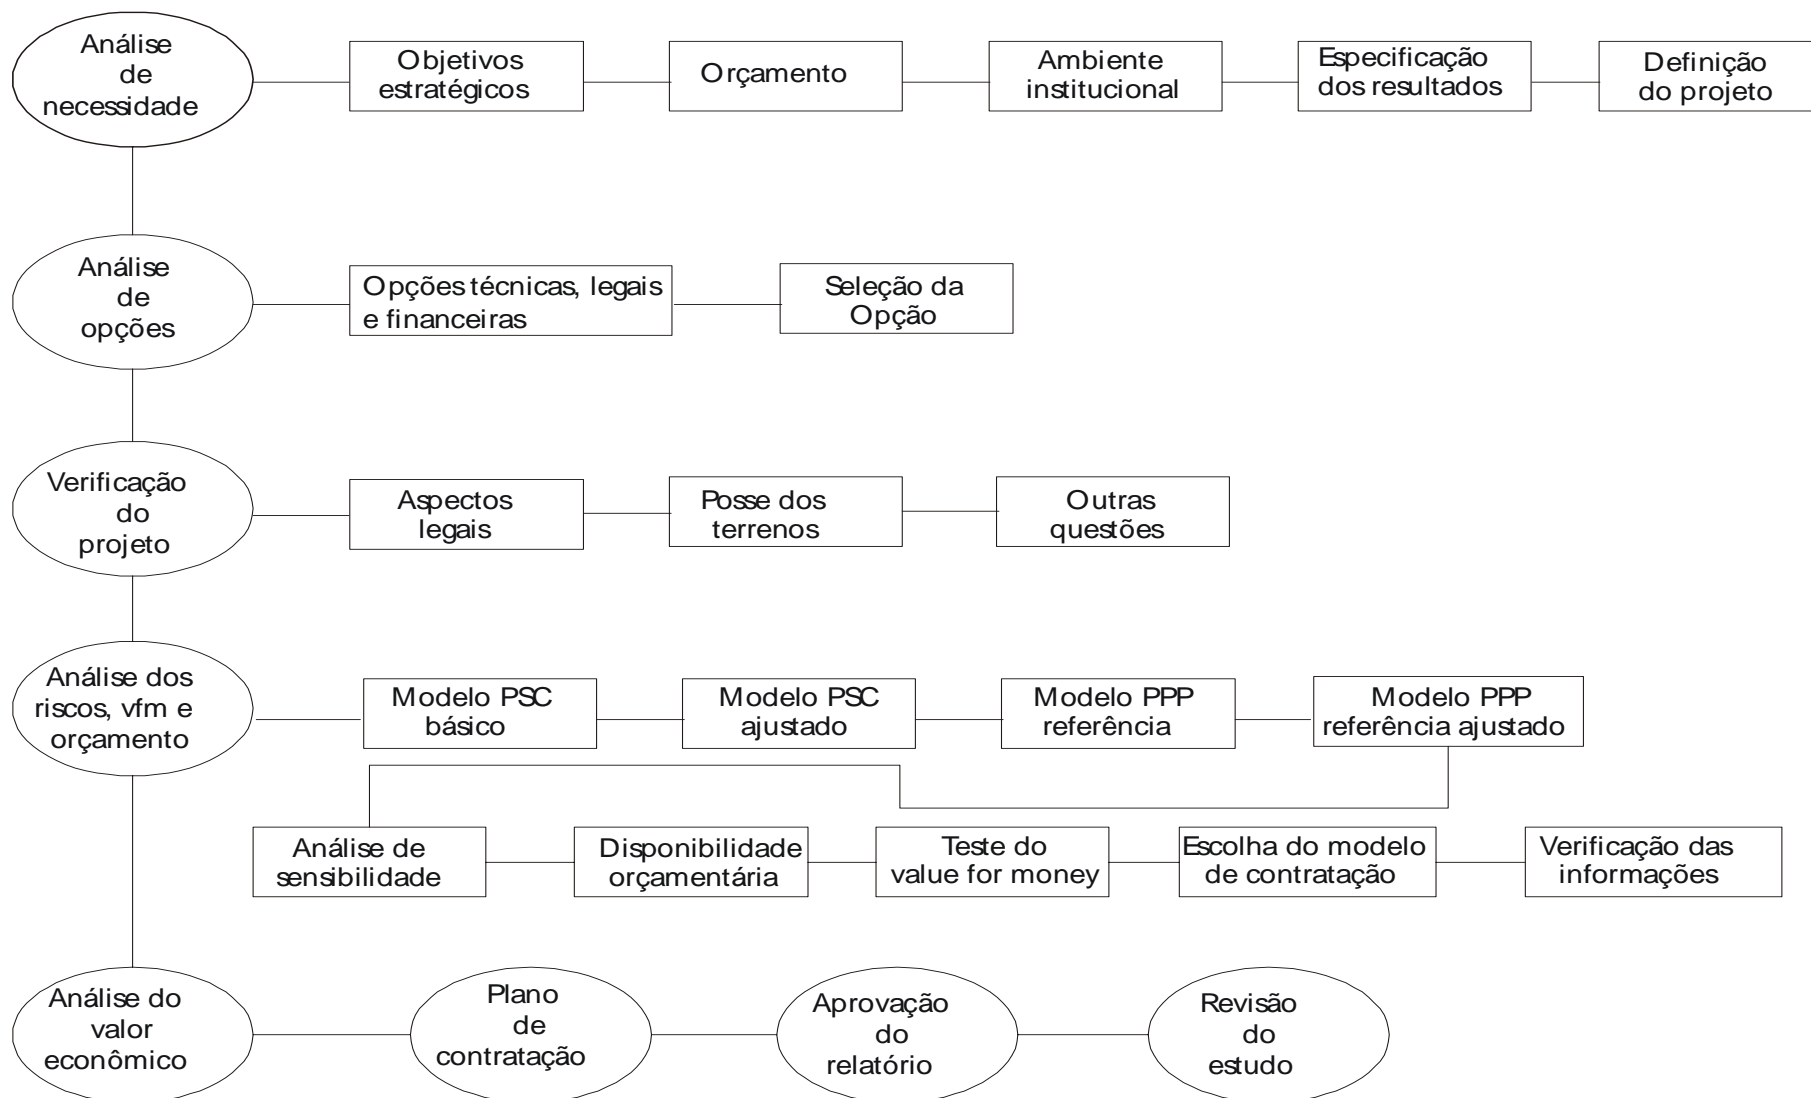 Análise
de
necessidade
Objetivos
estratégicos
Orçamento
Ambiente
institucional
Especificação
dos resultados
Definição
do projeto
Análise
de
opções
Opções técnicas, legais
e financeiras
Seleção da
Opção
Verificação
do
projeto
Aspectos
legais
Posse dos
terrenos
Outras
questões
Análise dos
riscos, vfm e
orçamento
Modelo PSC
básico
Modelo PSC
ajustado
Modelo PPP
referência
Modelo PPP
referência ajustado
Análise de
sensibilidade
Disponibilidade
orçamentária
Teste do
value for money
Escolha do modelo
de contratação
Verificação das
informações
Análise do
valor
econômico
Plano
de
contratação
Aprovação
do
relatório
Revisão
do
estudo